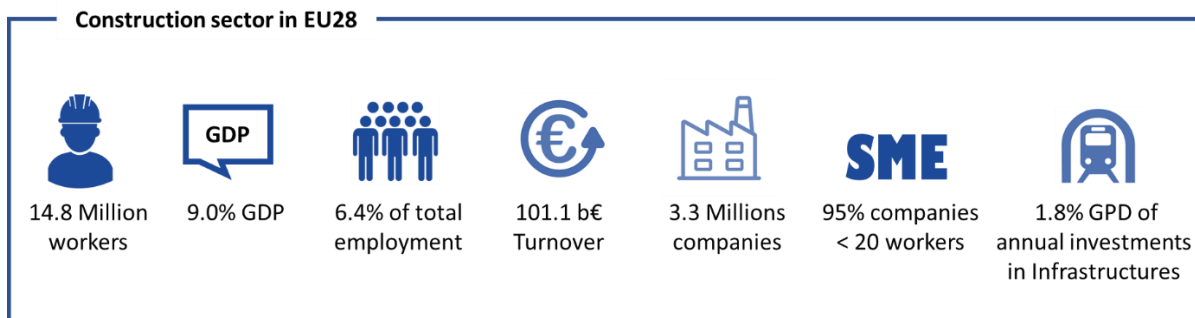 Construction sector in EU28
GDP
SME
14.8 Million
workers
9.0% GDP
6.4% of total
employment
101.1 b€
Turnover
3.3 Millions
companies
95% companies
< 20 workers
1.8% GPD of
annual investments
in Infrastructures